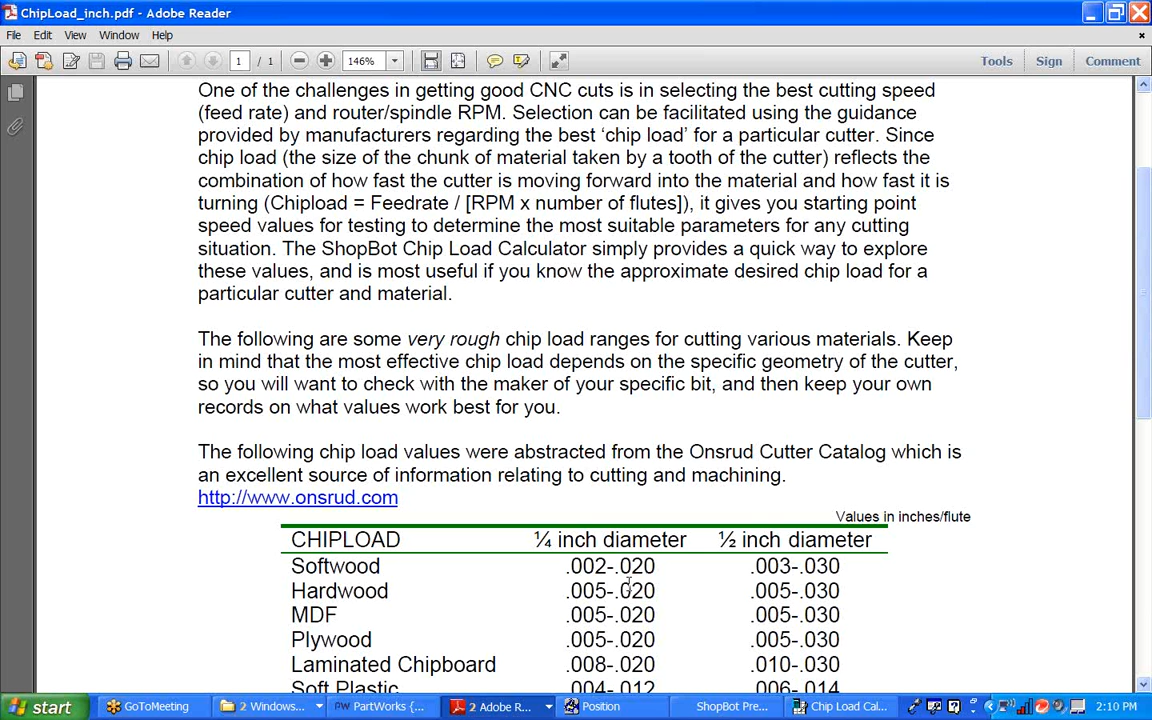 ChipLoad_inch.pdf - Adobe Reader
File Edit View Window Help
1 / 1 146% Tools Sign Comment
One of the challenges in getting good CNC cuts is in selecting the best cutting speed
(feed rate) and router/spindle RPM. Selection can be facilitated using the guidance
provided by manufacturers regarding the best ‘chip load’ for a particular cutter. Since
chip load (the size of the chunk of material taken by a tooth of the cutter) reflects the
combination of how fast the cutter is moving forward into the material and how fast it is
turning (Chipload = Feedrate / [RPM x number of flutes]), it gives you starting point
speed values for testing to determine the most suitable parameters for any cutting
situation. The ShopBot Chip Load Calculator simply provides a quick way to explore
these values, and is most useful if you know the approximate desired chip load for a
particular cutter and material.
The following are some very rough chip load ranges for cutting various materials. Keep
in mind that the most effective chip load depends on the specific geometry of the cutter,
so you will want to check with the maker of your specific bit, and then keep your own
records on what values work best for you.
The following chip load values were abstracted from the Onsrud Cutter Catalog which is
an excellent source of information relating to cutting and machining.
http://www.onsrud.com
Values in inches/flute
CHIPLOAD ¼ inch diameter ½ inch diameter
Softwood .002-.020 .003-.030
Hardwood .005-.020 .005-.030
MDF .005-.020 .005-.030
Plywood .005-.020 .005-.030
Laminated Chipboard .008-.020 .010-.030
Soft Plastic .004-.012 .006-.014
start GoToMeeting 2 Windows... PW PartWorks {... 2 Adobe R... Position ShopBot Pre... Chip Load Cal... 2:10 PM